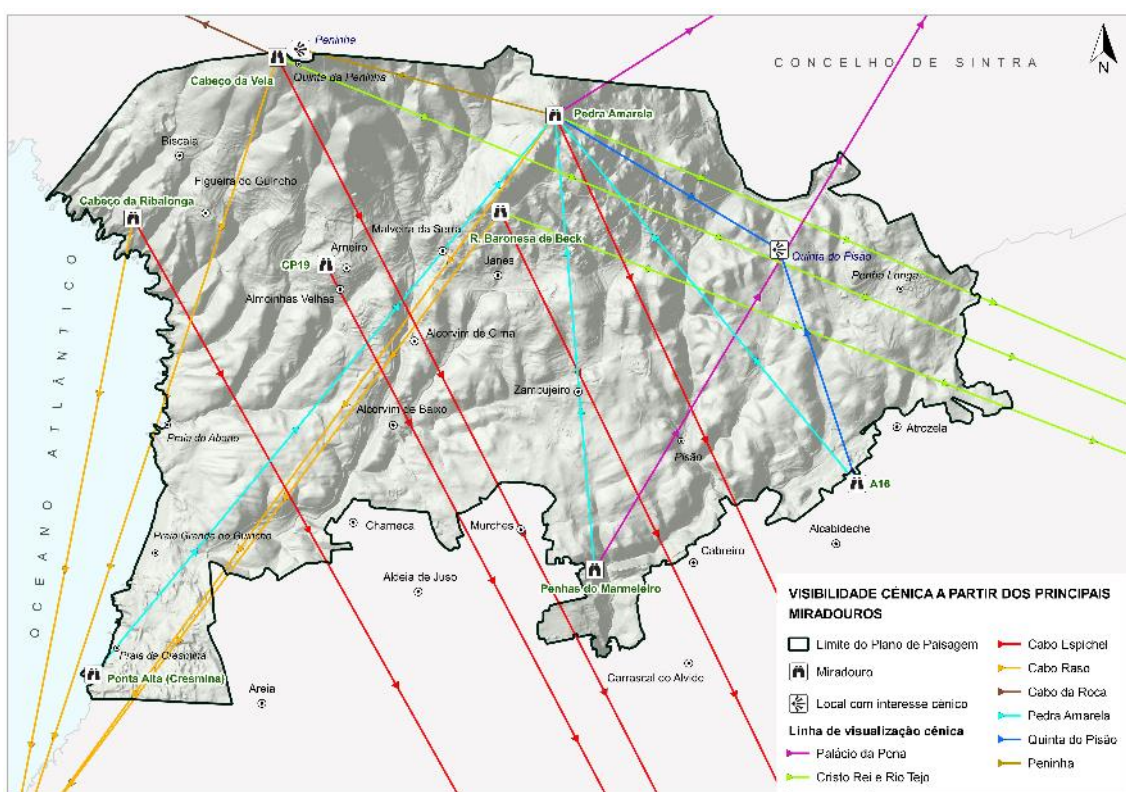 Peninha
Cabeço da Vela
Quinta da Peninha
CONCELHO DE SINTRA
N
Pedra Amarela
Biscaia
Figueira do Guincho
Cabeço da Ribalonga
Malveira da Serra
R. Baronesa de Beck
Arneiro
CP19
Janes
Almoinhas Velhas
Quinta do Pisão
Penha Longa
OCEANO ATLÂNTICO
Alcorvim de Cima
Zambujeiro
Alcorvim de Baixo
Praia do Abano
Pisão
Atrozela
A16
Praia Grande do Guincho
Charneca
Murches
Alcabideche
Cabreiro
Aldeia de Juso
Penhas do Marmeleiro
Praia da Cresmina
Ponta Alta (Cresmina)
Areia
Carrascal do Alvide
VISIBILIDADE CÉNICA A PARTIR DOS PRINCIPAIS
MIRADOUROS
Limite do Plano de Paisagem
Miradouro
Local com interesse cénico
Linha de visualização cénica
Palácio da Pena
Cristo Rei e Rio Tejo
Cabo Espichel
Cabo Raso
Cabo da Roca
Pedra Amarela
Quinta do Pisão
Peninha